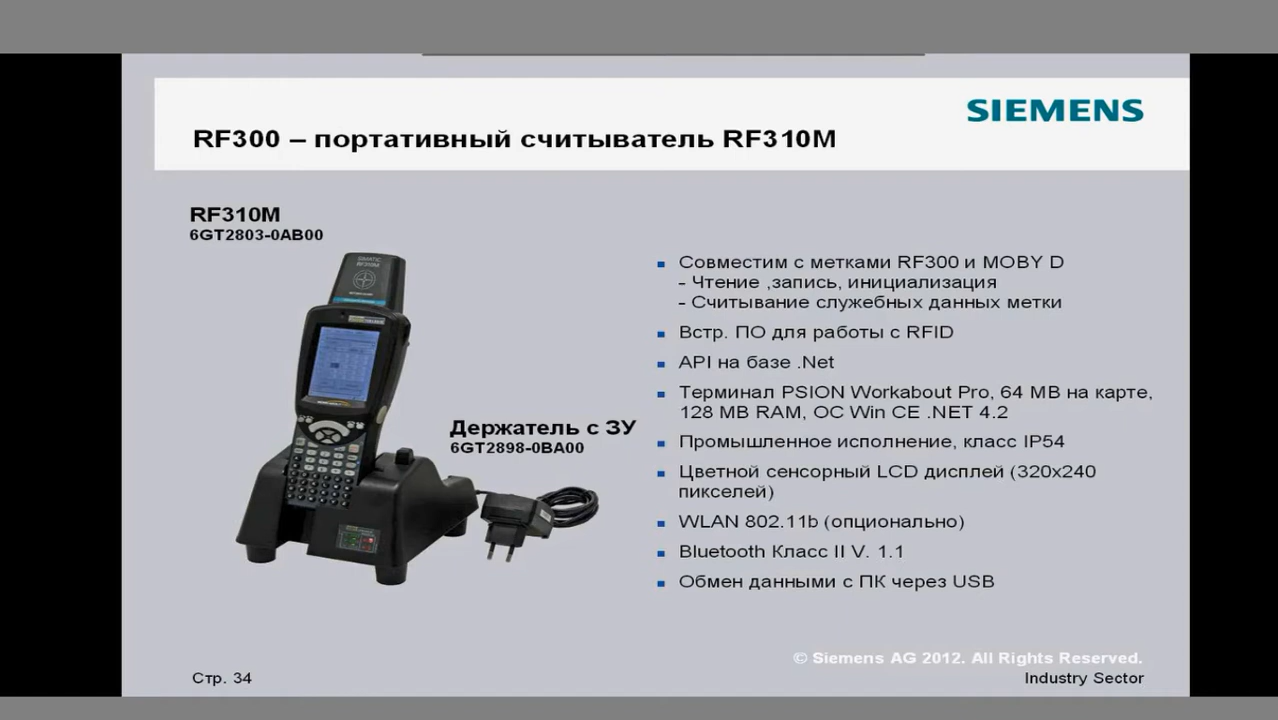 SIEMENS
RF300 – портативный считыватель RF310M
RF310M
6GT2803-0AB00
SIMATIC
RF310M
Держатель с ЗУ
6GT2898-0BA00
Совместим с метками RF300 и MOBY D
- Чтение ,запись, инициализация
- Считывание служебных данных метки
Встр. ПО для работы с RFID
API на базе .Net
Терминал PSION Workabout Pro, 64 MB на карте,
128 MB RAM, ОС Win CE .NET 4.2
Промышленное исполнение, класс IP54
Цветной сенсорный LCD дисплей (320x240
пикселей)
WLAN 802.11b (опционально)
Bluetooth Класс II V. 1.1
Обмен данными с ПК через USB
© Siemens AG 2012. All Rights Reserved.
Стр. 34
Industry Sector